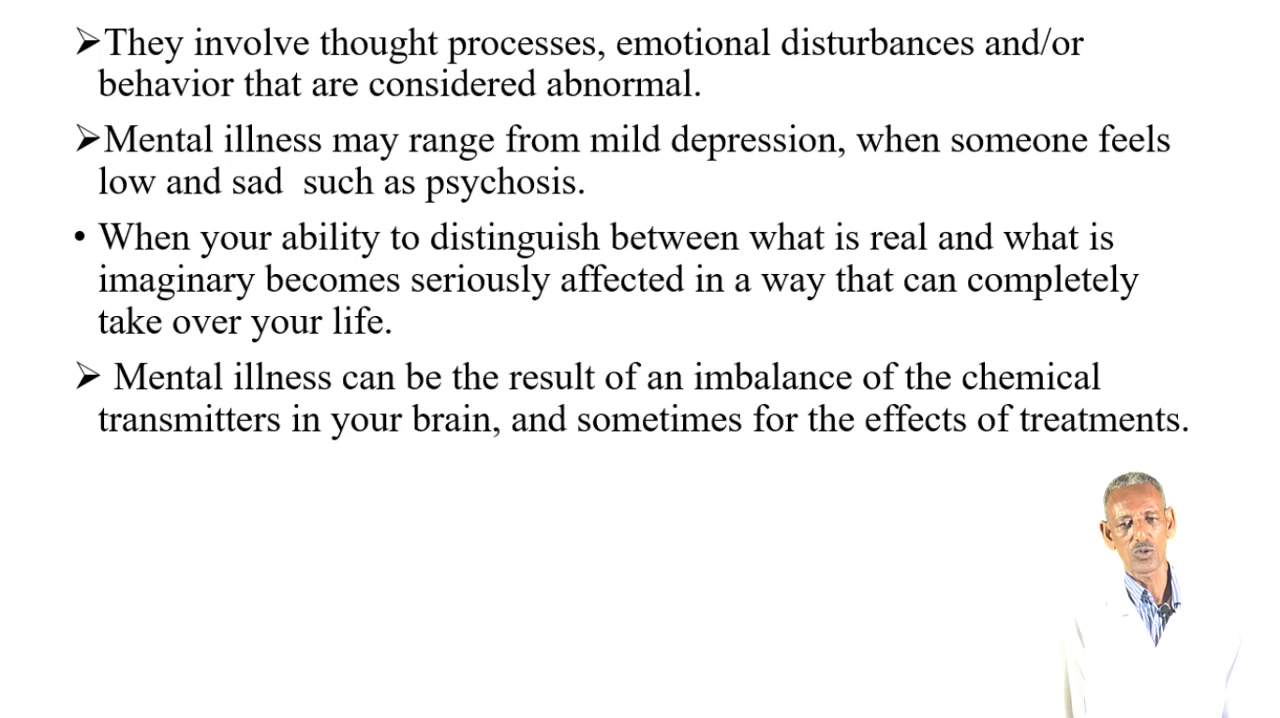 ➢They involve thought processes, emotional disturbances and/or
behavior that are considered abnormal.
➢Mental illness may range from mild depression, when someone feels
low and sad  such as psychosis.
• When your ability to distinguish between what is real and what is
imaginary becomes seriously affected in a way that can completely
take over your life.
➢ Mental illness can be the result of an imbalance of the chemical
transmitters in your brain, and sometimes for the effects of treatments.